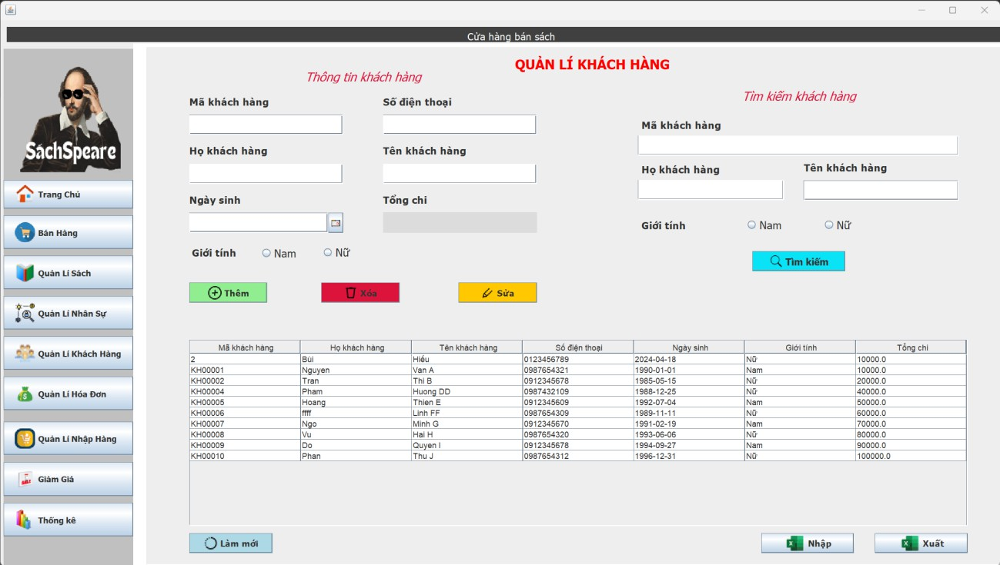 Cửa hàng bán sách
SáchSpeare
Trang Chủ
Bán Hàng
Quản Lí Sách
Quản Lí Nhân Sự
Quản Lí Khách Hàng
Quản Lí Hóa Đơn
Quản Lí Nhập Hàng
Giảm Giá
Thống kê
QUẢN LÍ KHÁCH HÀNG
Thông tin khách hàng
Mã khách hàng Số điện thoại
Họ khách hàng Tên khách hàng
Ngày sinh Tổng chi
Giới tính Nam Nữ
Thêm Xóa Sửa
Tìm kiếm khách hàng
Mã khách hàng
Họ khách hàng Tên khách hàng
Giới tính Nam Nữ
Tìm kiếm
Mã khách hàng Họ khách hàng Tên khách hàng Số điện thoại Ngày sinh Giới tính Tổng chi
2 Bùi Hiếu 0123456789 2024-04-18 Nữ 10000.0
KH00001 Nguyen Van A 0987654321 1990-01-01 Nam 10000.0
KH00002 Tran Thi B 0912345678 1985-05-15 Nữ 20000.0
KH00004 Pham Huong DD 0987432109 1988-12-25 Nữ 40000.0
KH00005 Hoang Thien E 0912345609 1992-07-04 Nam 50000.0
KH00006 ffff Linh FF 0987654309 1989-11-11 Nữ 60000.0
KH00007 Ngo Minh G 0912345670 1991-02-19 Nam 70000.0
KH00008 Vu Hai H 0987654320 1993-06-06 Nữ 80000.0
KH00009 Do Quyen I 0912345678 1994-09-27 Nam 90000.0
KH00010 Phan Thu J 0987654312 1996-12-31 Nữ 100000.0
Làm mới Nhập Xuất